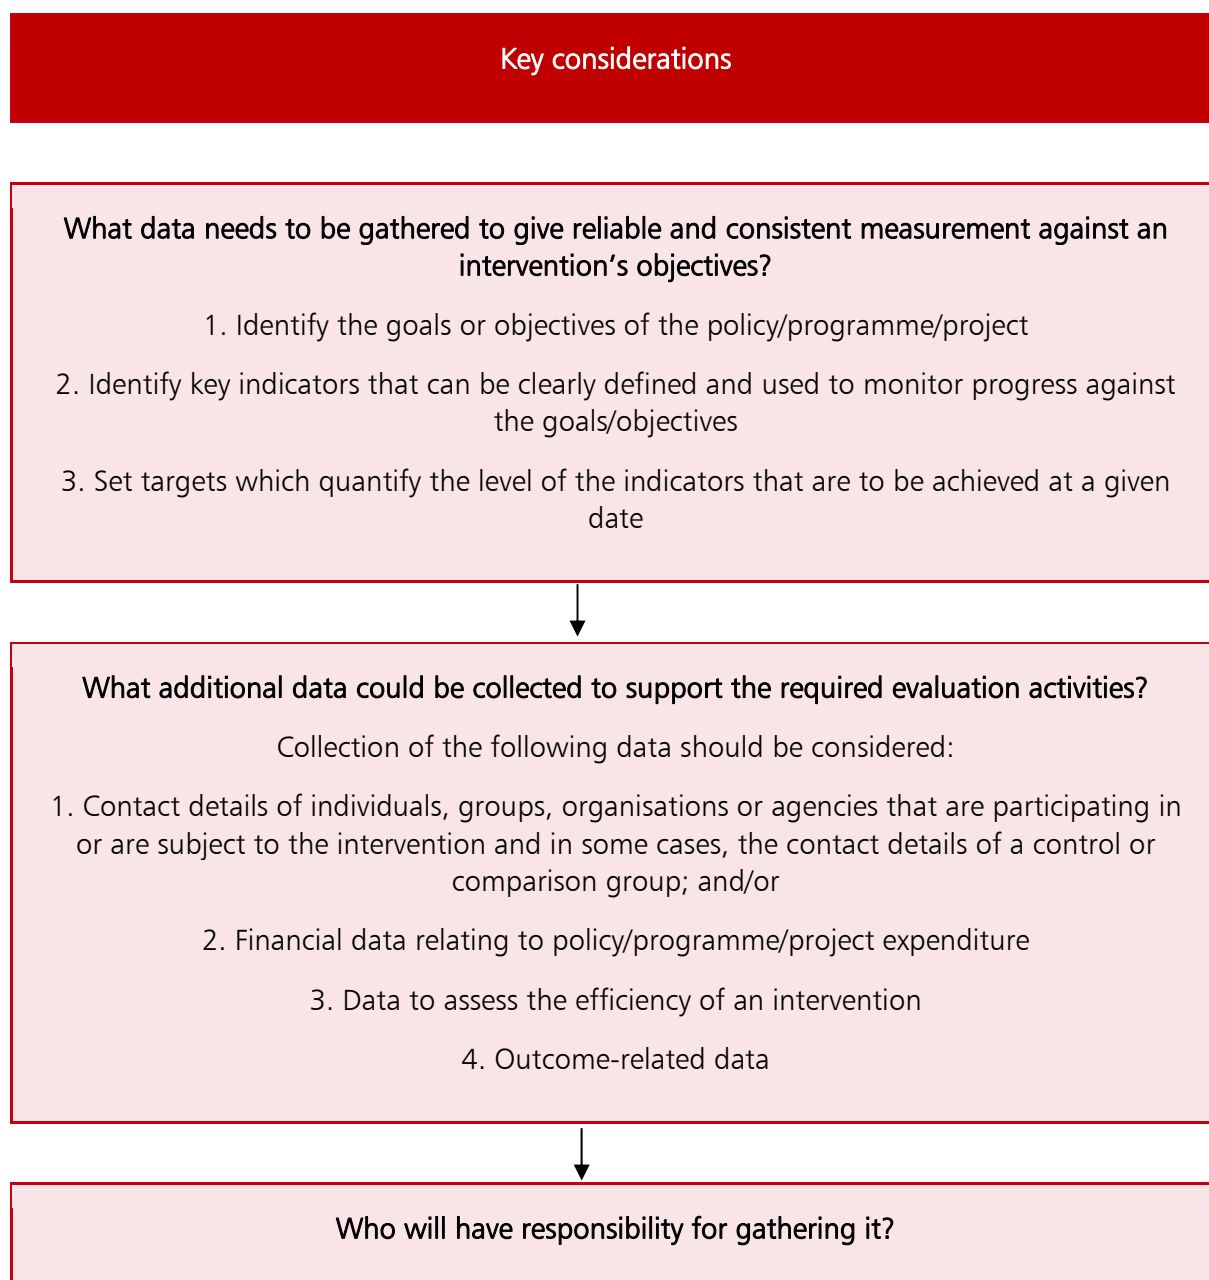 Key considerations
What data needs to be gathered to give reliable and consistent measurement against an
intervention’s objectives?
1. Identify the goals or objectives of the policy/programme/project
2. Identify key indicators that can be clearly defined and used to monitor progress against
the goals/objectives
3. Set targets which quantify the level of the indicators that are to be achieved at a given
date
What additional data could be collected to support the required evaluation activities?
Collection of the following data should be considered:
1. Contact details of individuals, groups, organisations or agencies that are participating in
or are subject to the intervention and in some cases, the contact details of a control or
comparison group; and/or
2. Financial data relating to policy/programme/project expenditure
3. Data to assess the efficiency of an intervention
4. Outcome-related data
Who will have responsibility for gathering it?